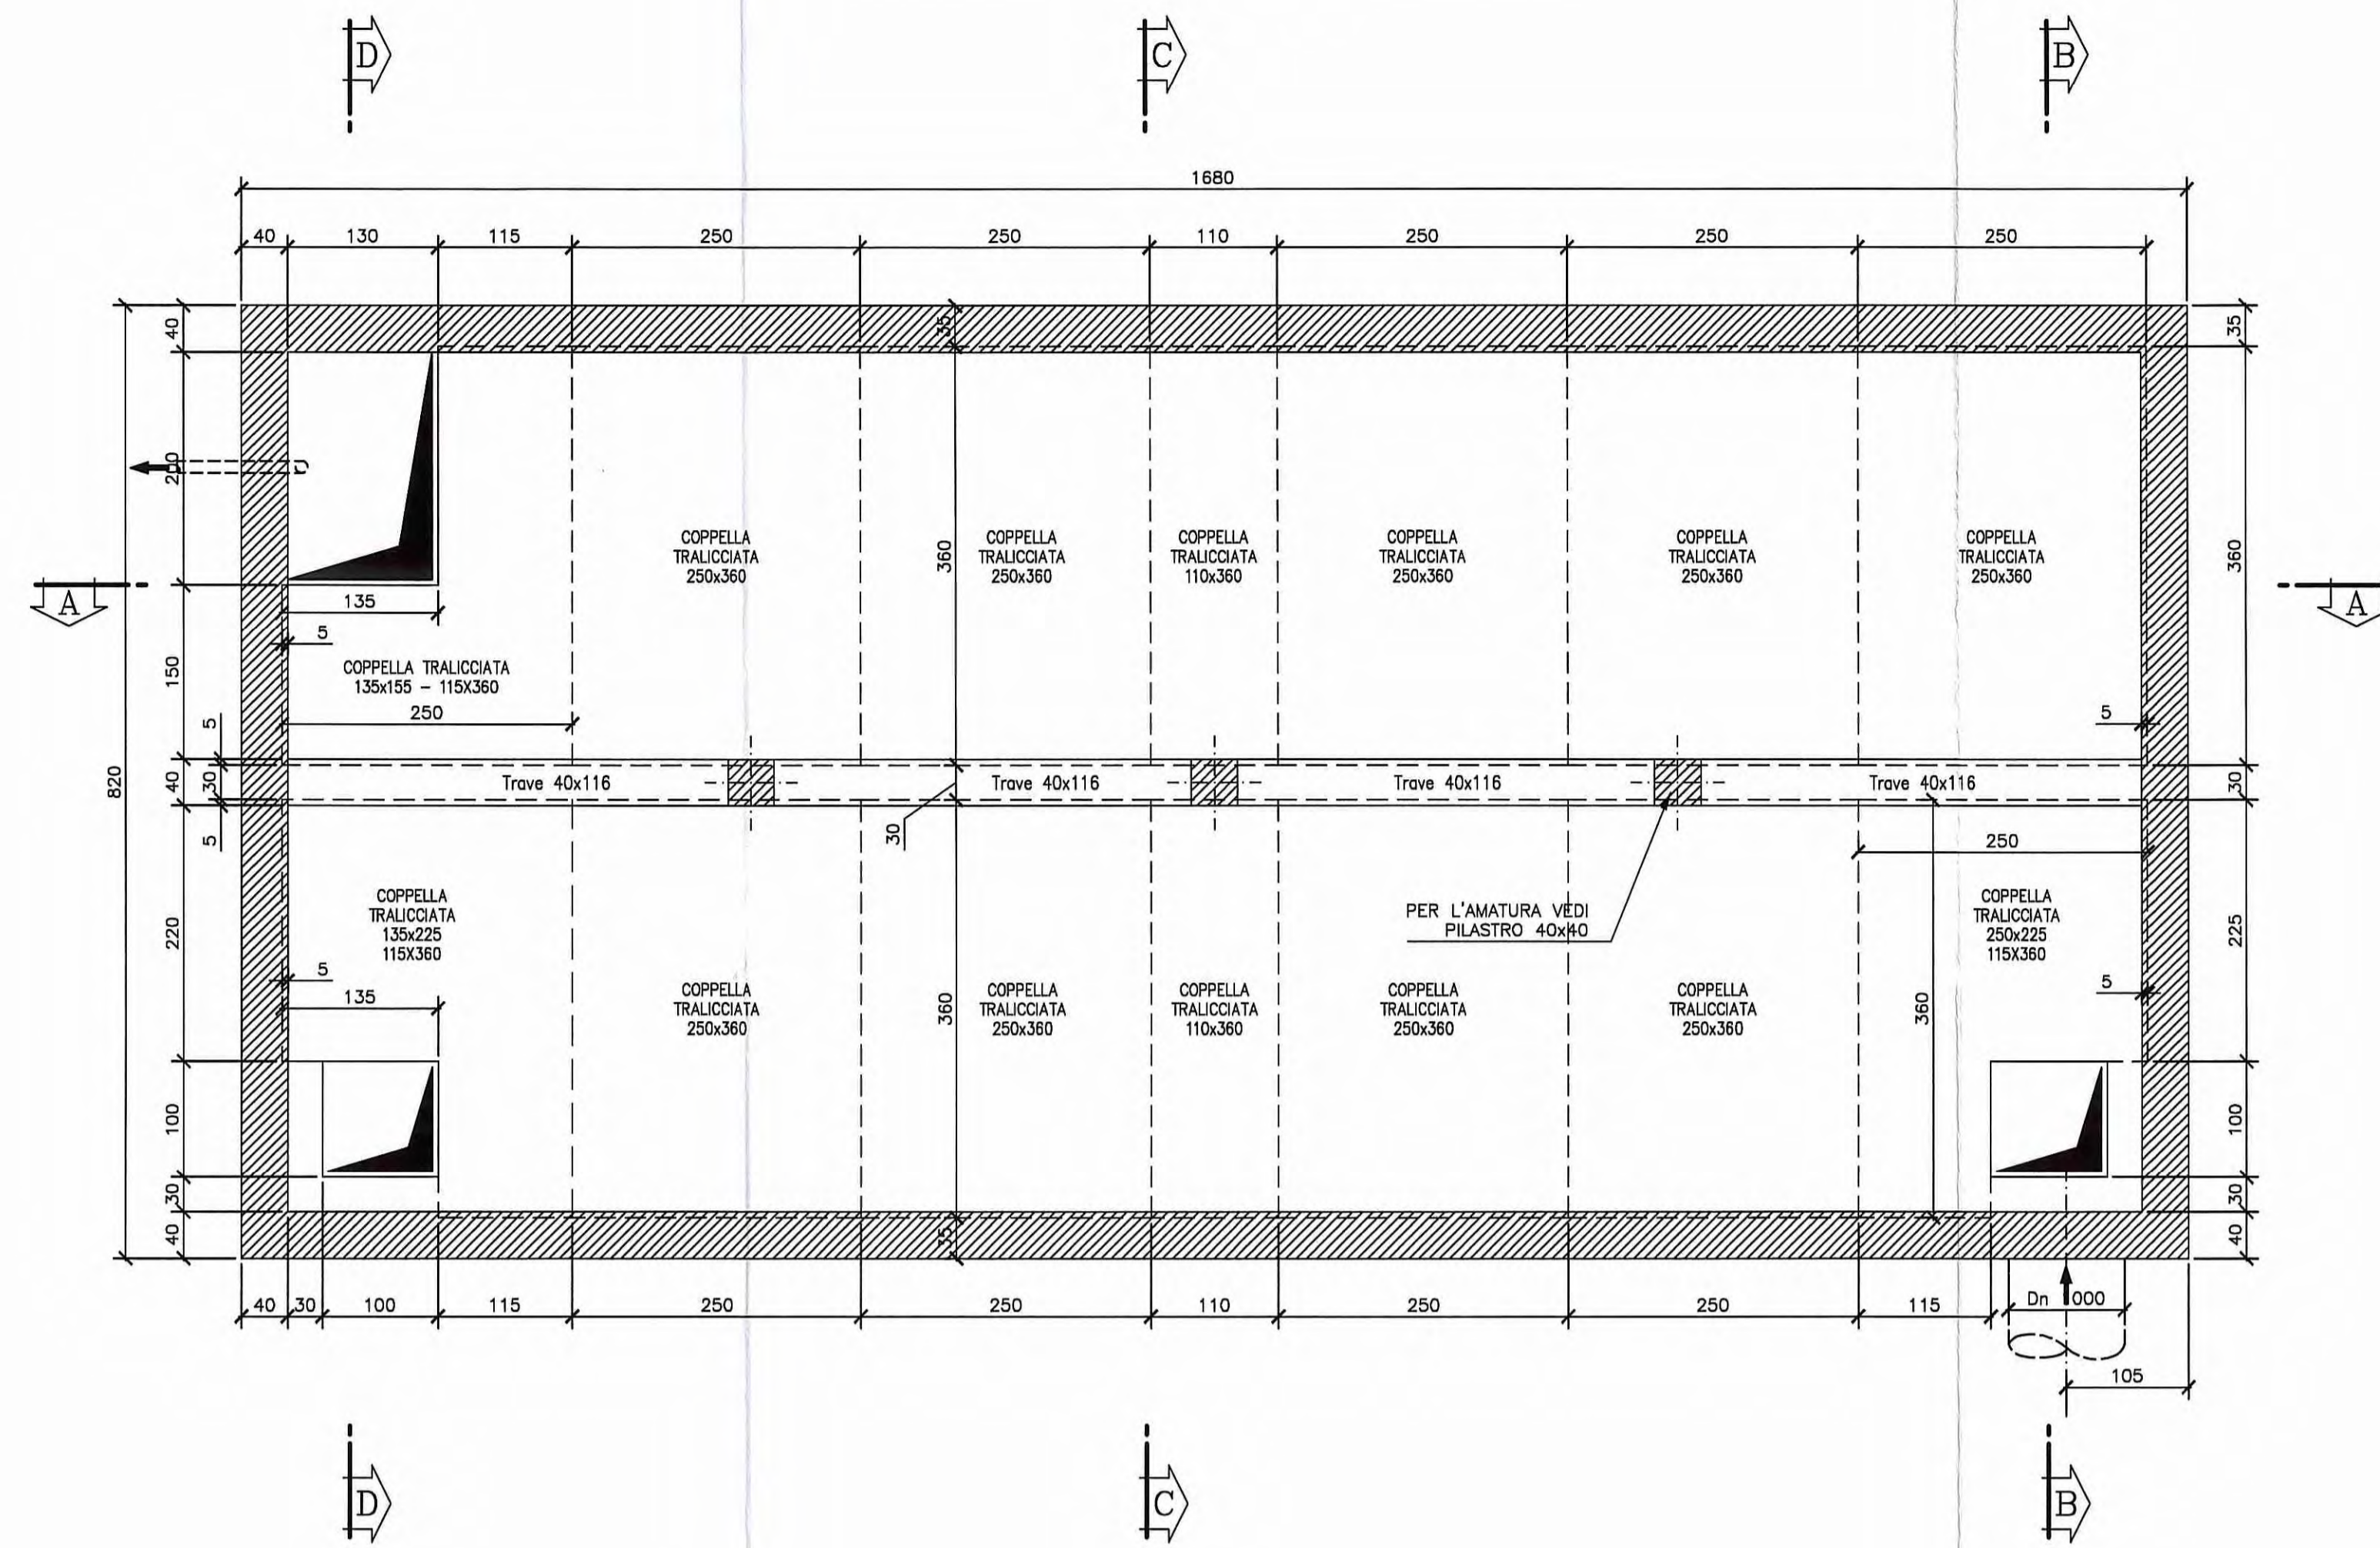 D
C
B
1680
40 130 115 250 250 110 250 250 250
40
35
35
200
COPPELLA
TRALICCIATA
250x360
COPPELLA
TRALICCIATA
250x360
COPPELLA
TRALICCIATA
110x360
COPPELLA
TRALICCIATA
250x360
COPPELLA
TRALICCIATA
250x360
COPPELLA
TRALICCIATA
250x360
360
360
A
A
135
5
150
COPPELLA TRALICCIATA
135x155 - 115X360
250
5
5
820
40
30
Trave 40x116
Trave 40x116
Trave 40x116
Trave 40x116
30
5
30
250
COPPELLA
TRALICCIATA
135x225
115X360
PER L'AMATURA VEDI
PILASTRO 40x40
COPPELLA
TRALICCIATA
250x225
115X360
220
225
5
5
135
COPPELLA
TRALICCIATA
250x360
COPPELLA
TRALICCIATA
250x360
COPPELLA
TRALICCIATA
110x360
COPPELLA
TRALICCIATA
250x360
COPPELLA
TRALICCIATA
250x360
360
360
100
100
30
30
40
35
40
40 30 100 115 250 250 110 250 250 115
Dn 1000
105
D
C
B